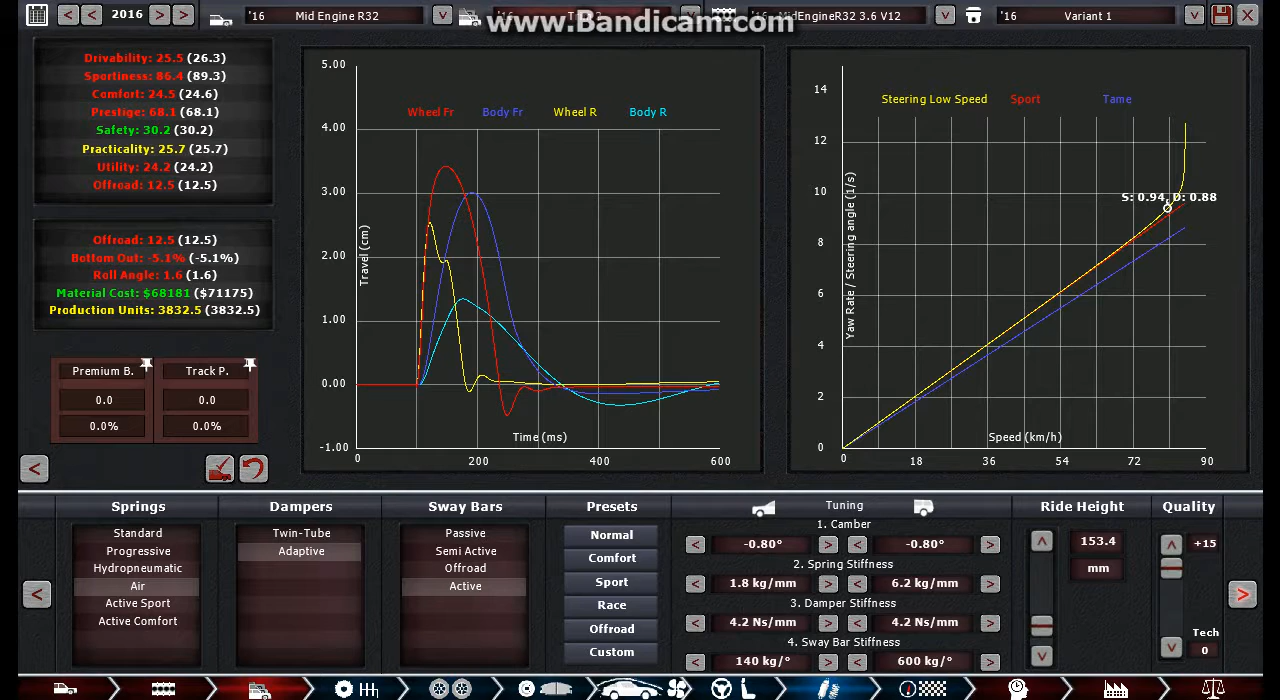 2016
'16 Mid Engine R32
'16
'16 MidEngineR32 3.6 V12
'16 Variant 1
www.Bandicam.com
Drivability: 25.5 (26.3)
Sportiness: 86.4 (89.3)
Comfort: 24.5 (24.6)
Prestige: 68.1 (68.1)
Safety: 30.2 (30.2)
Practicality: 25.7 (25.7)
Utility: 24.2 (24.2)
Offroad: 12.5 (12.5)
Offroad: 12.5 (12.5)
Bottom Out: -5.1% (-5.1%)
Roll Angle: 1.6 (1.6)
Material Cost: $68181 ($71175)
Production Units: 3832.5 (3832.5)
Premium B. Track P.
0.0 0.0
0.0% 0.0%
5.00
4.00
3.00
2.00
1.00
0.00
-1.00
Wheel Fr Body Fr Wheel R Body R
Travel (cm)
Time (ms)
0 200 400 600
14
12
10
8
6
4
2
0
Steering Low Speed Sport Tame
S: 0.94, D: 0.88
Yaw Rate / Steering angle (1/s)
Speed (km/h)
0 18 36 54 72 90
Springs
Standard
Progressive
Hydropneumatic
Air
Active Sport
Active Comfort
Dampers
Twin-Tube
Adaptive
Sway Bars
Passive
Semi Active
Offroad
Active
Presets
Normal
Comfort
Sport
Race
Offroad
Custom
Tuning
1. Camber
-0.80° -0.80°
2. Spring Stiffness
1.8 kg/mm 6.2 kg/mm
3. Damper Stiffness
4.2 Ns/mm 4.2 Ns/mm
4. Sway Bar Stiffness
140 kg/° 600 kg/°
Ride Height
153.4
mm
Quality
+15
Tech
0